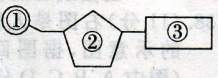 ① ② ③